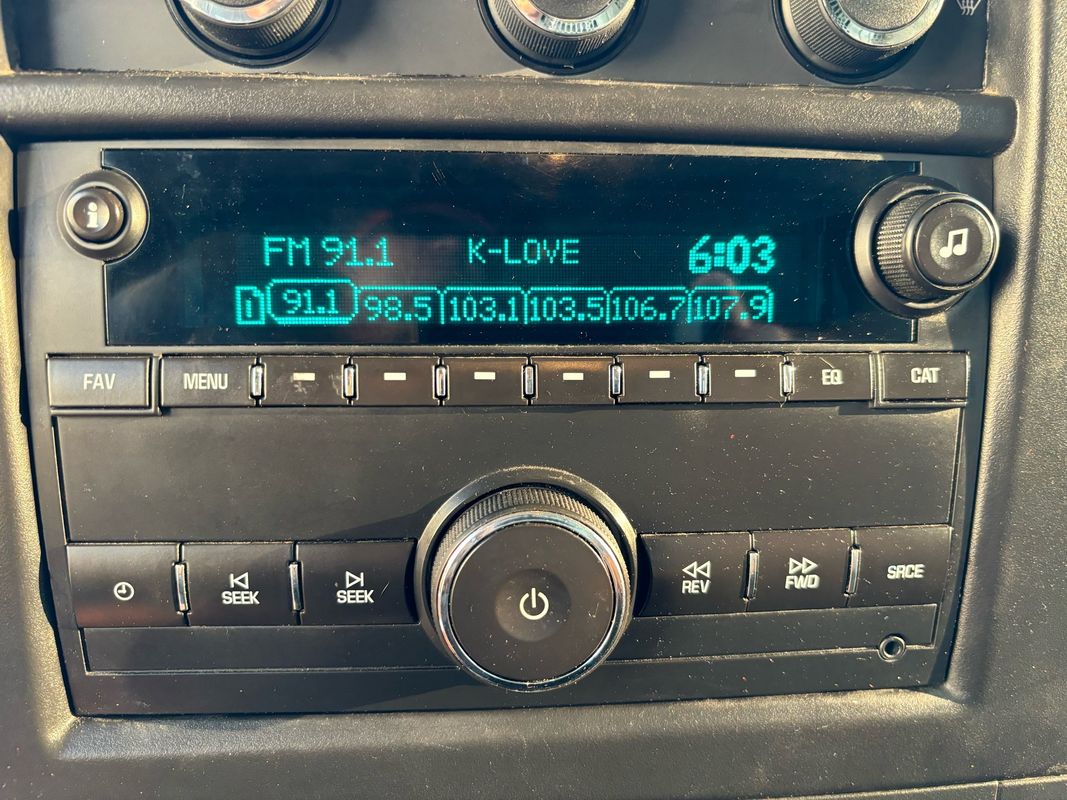 i
FM 91.1 K-LOVE 6:03
1 91.1 98.5 103.1 103.5 106.7 107.9
FAV MENU EQ CAT
SEEK SEEK REV FWD SRCE